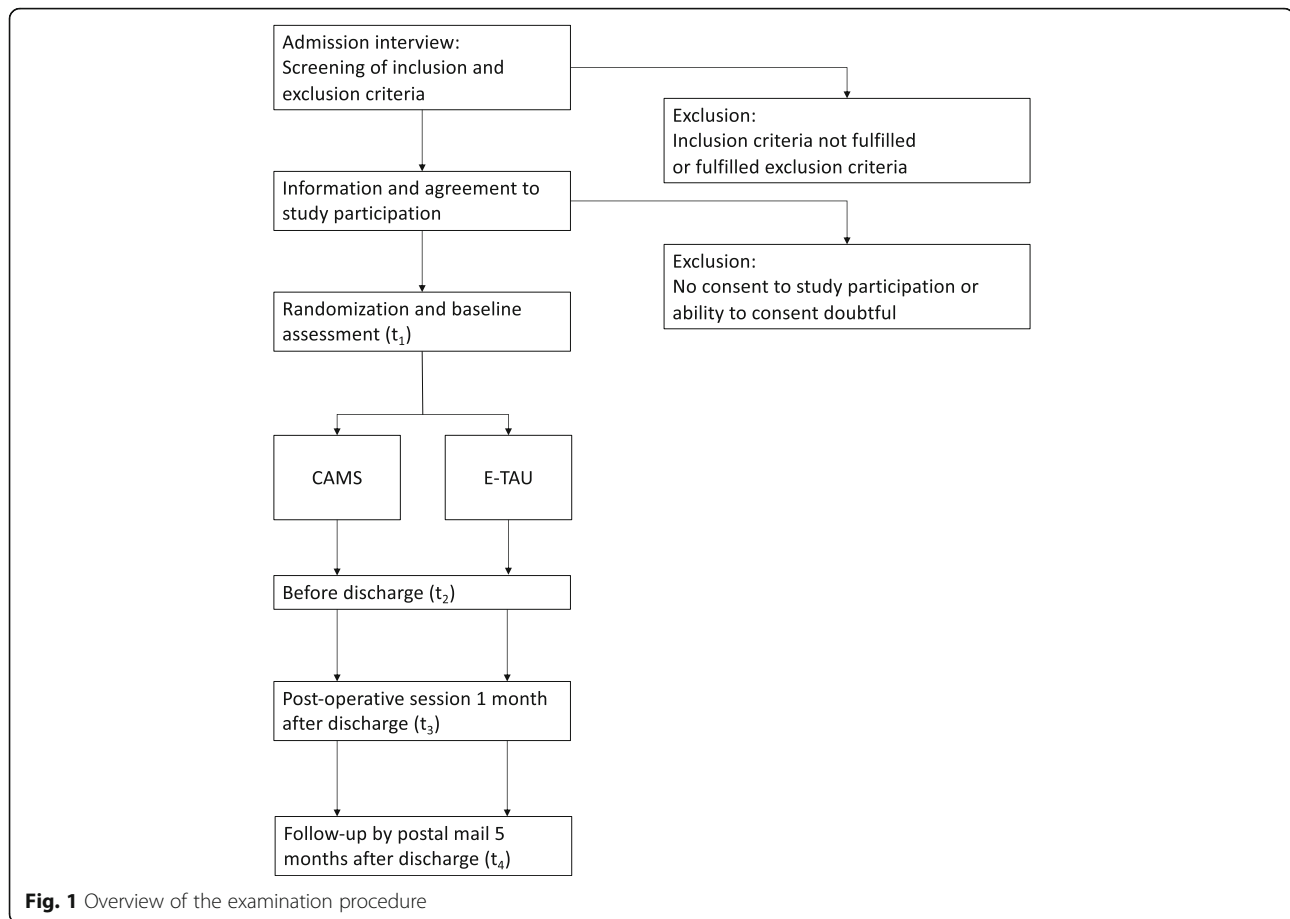 Admission interview:
Screening of inclusion and
exclusion criteria
Exclusion:
Inclusion criteria not fulfilled
or fulfilled exclusion criteria
Information and agreement to
study participation
Exclusion:
No consent to study participation or
ability to consent doubtful
Randomization and baseline
assessment (t₁)
CAMS
E-TAU
Before discharge (t₂)
Post-operative session 1 month
after discharge (t₃)
Follow-up by postal mail 5
months after discharge (t₄)
Fig. 1 Overview of the examination procedure